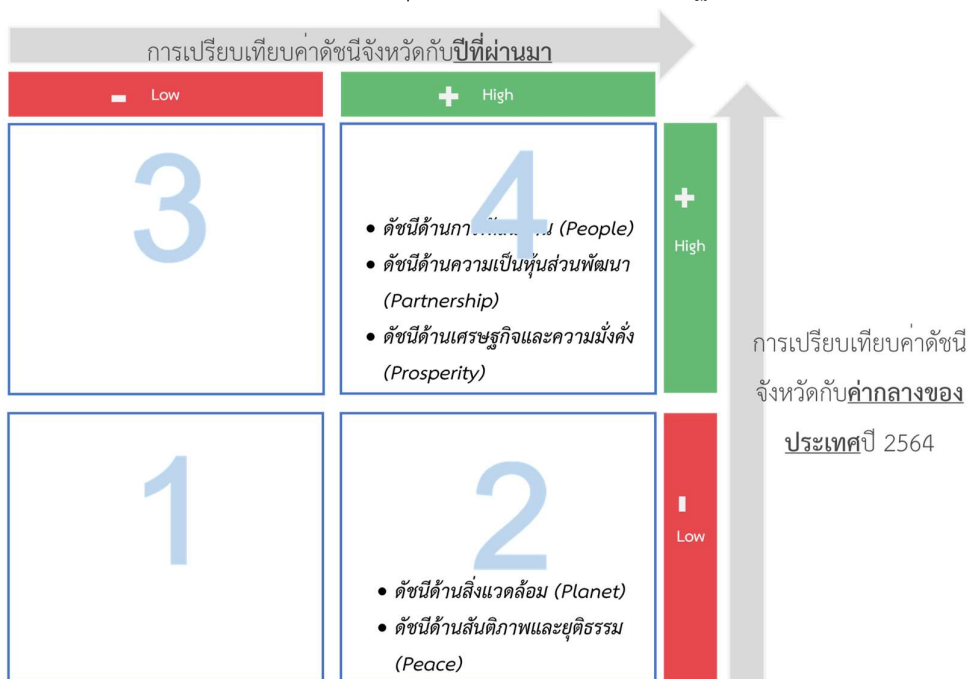 การเปรียบเทียบค่าดัชนีจังหวัดกับปีที่ผ่านมา
- Low
+ High
3
4
• ดัชนีด้านกา (People)
• ดัชนีด้านความเป็นหุ้นส่วนพัฒนา
(Partnership)
• ดัชนีด้านเศรษฐกิจและความมั่งคั่ง
(Prosperity)
+
High
การเปรียบเทียบค่าดัชนี
จังหวัดกับค่ากลางของ
ประเทศปี 2564
1
2
• ดัชนีด้านสิ่งแวดล้อม (Planet)
• ดัชนีด้านสันติภาพและยุติธรรม
(Peace)
-
Low